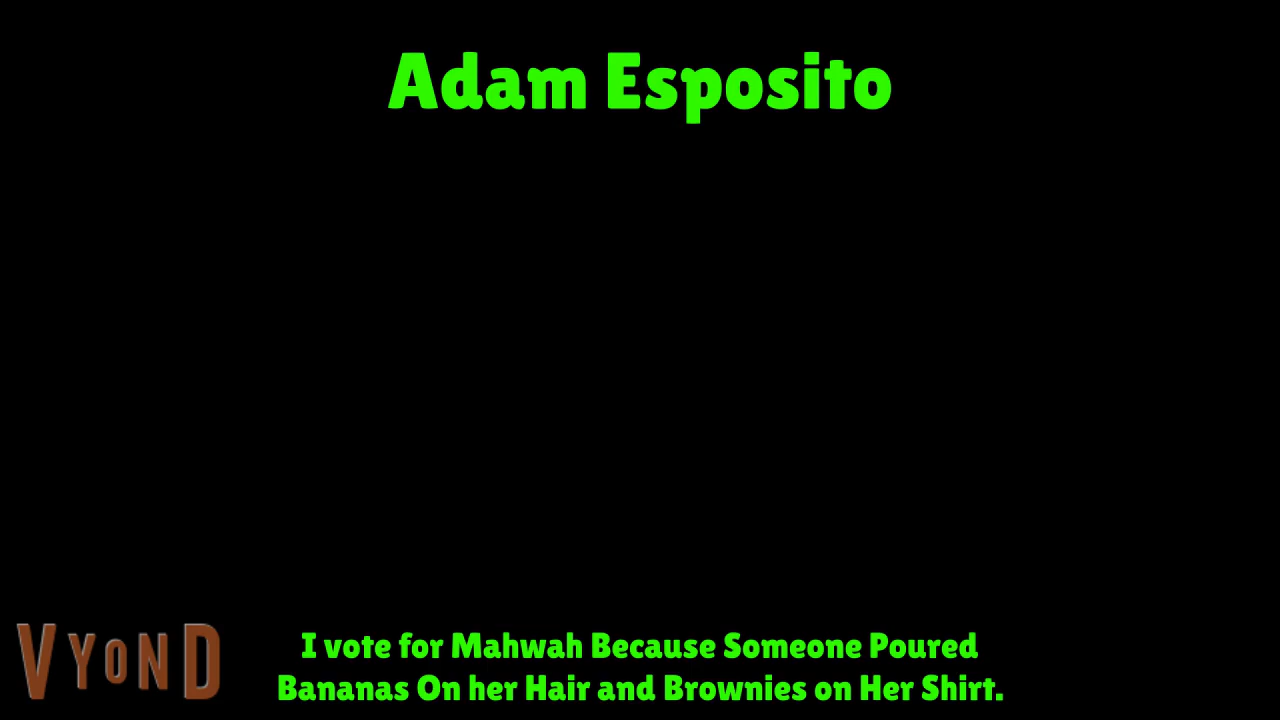 Adam Esposito
I vote for Mahwah Because Someone Poured
Bananas On her Hair and Brownies on Her Shirt.
VYOND